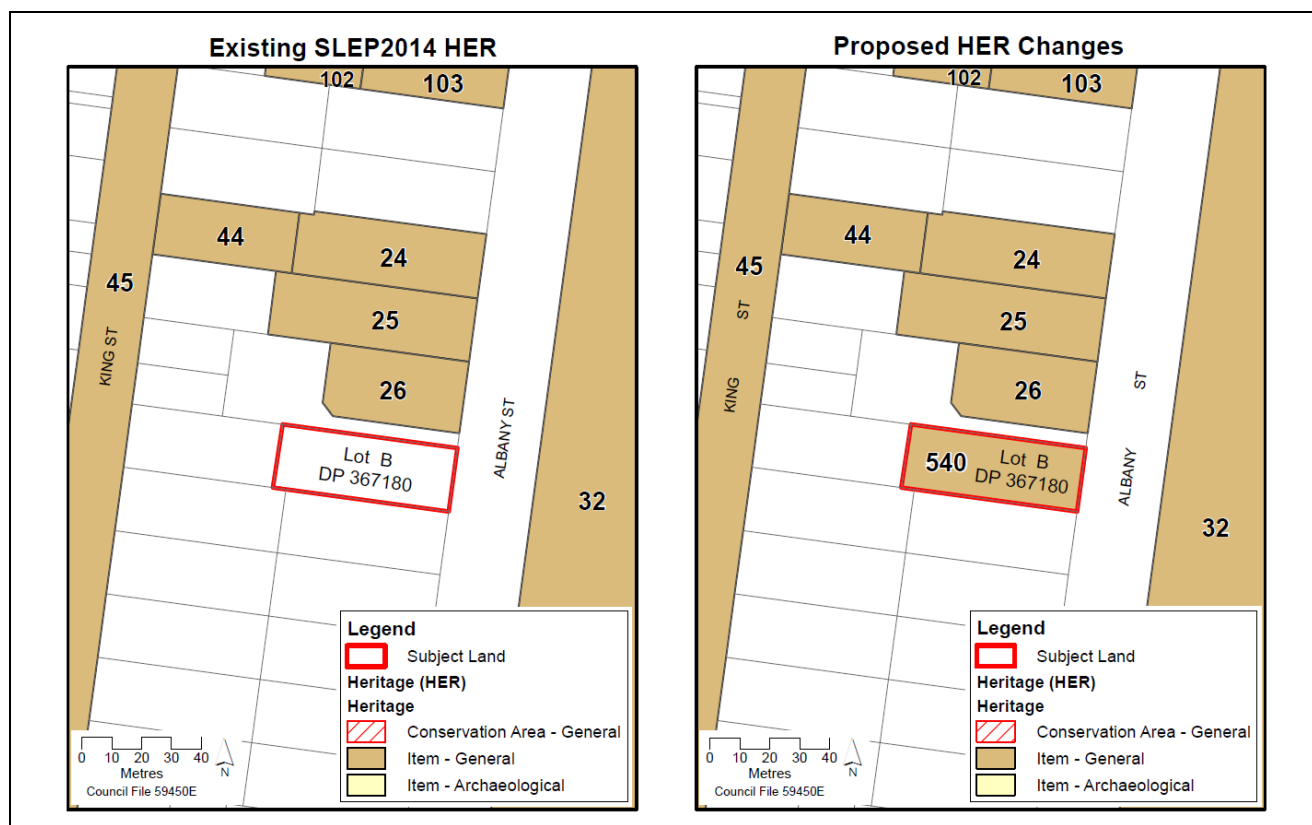 Existing SLEP2014 HER
102
103
44
24
45
25
KING ST
26
ALBANY ST
Lot B
DP 367180
32
Legend
Subject Land
Heritage (HER)
Heritage
Conservation Area - General
Item - General
Item - Archaeological
0 10 20 30 40
Metres
N
Council File 59450E
Proposed HER Changes
102
103
44
24
45
25
KING ST
26
ALBANY ST
540
Lot B
DP 367180
32
Legend
Subject Land
Heritage (HER)
Heritage
Conservation Area - General
Item - General
Item - Archaeological
0 10 20 30 40
Metres
N
Council File 59450E